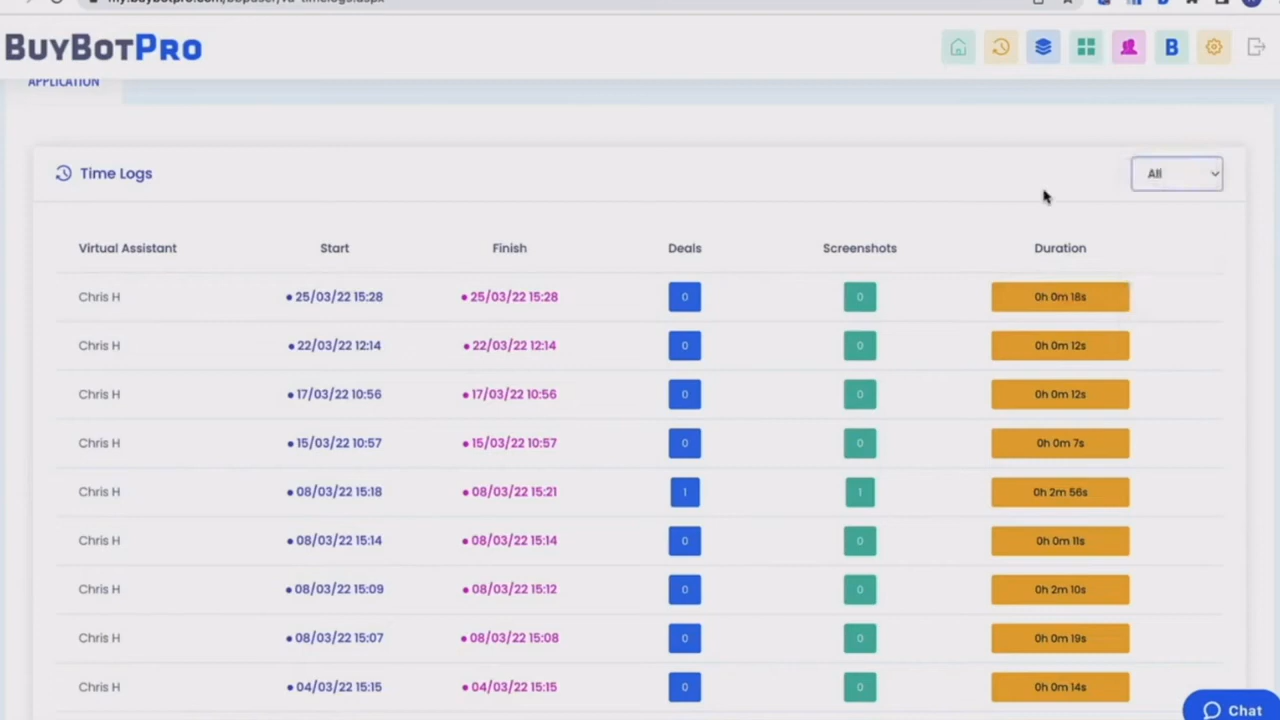 BUYBOTPRO
B
APPLICATION
Time Logs
All
Virtual Assistant Start Finish Deals Screenshots Duration
Chris H 25/03/22 15:28 25/03/22 15:28 0 0 0h 0m 18s
Chris H 22/03/22 12:14 22/03/22 12:14 0 0 0h 0m 12s
Chris H 17/03/22 10:56 17/03/22 10:56 0 0 0h 0m 12s
Chris H 15/03/22 10:57 15/03/22 10:57 0 0 0h 0m 7s
Chris H 08/03/22 15:18 08/03/22 15:21 1 1 0h 2m 56s
Chris H 08/03/22 15:14 08/03/22 15:14 0 0 0h 0m 11s
Chris H 08/03/22 15:09 08/03/22 15:12 0 0 0h 2m 10s
Chris H 08/03/22 15:07 08/03/22 15:08 0 0 0h 0m 19s
Chris H 04/03/22 15:15 04/03/22 15:15 0 0 0h 0m 14s
Chat